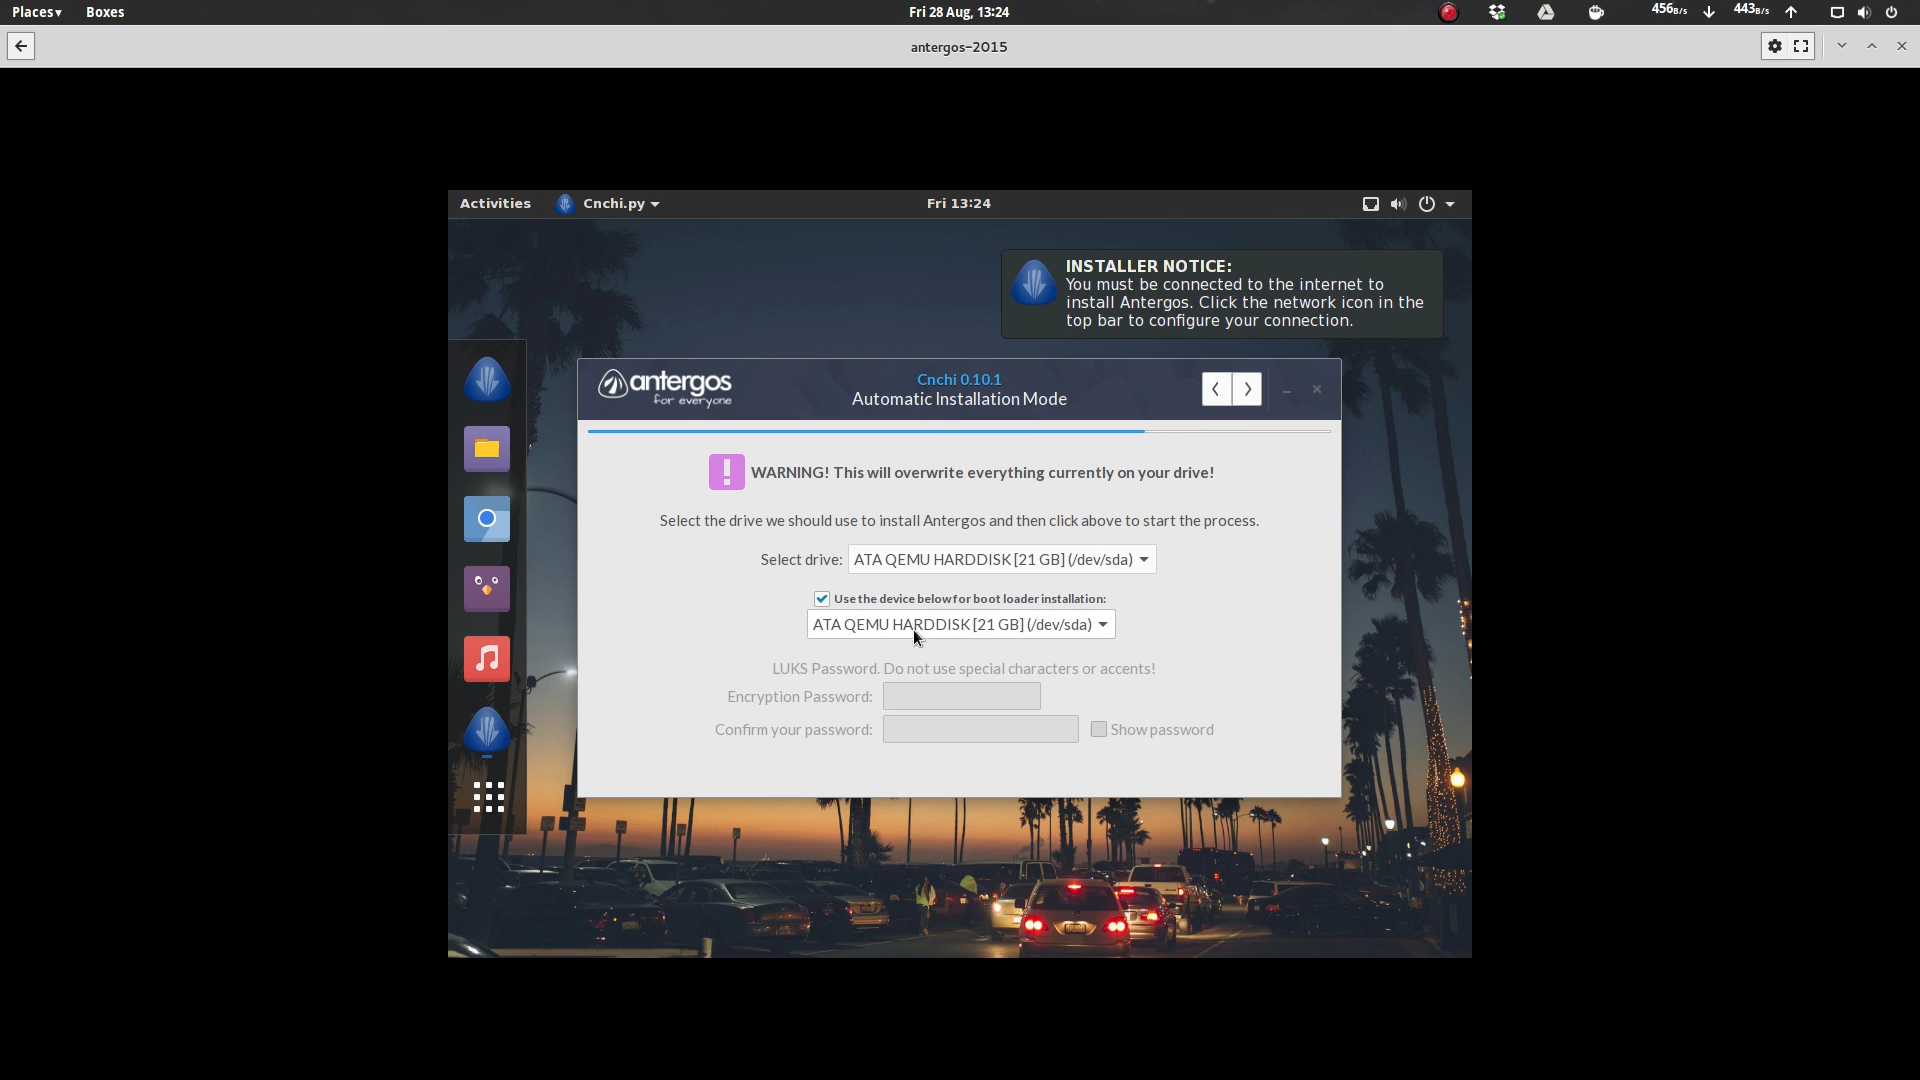 Places▾ Boxes Fri 28 Aug, 13:24 456B/s 443B/s
antergos-2015
Activities Cnchi.py Fri 13:24
INSTALLER NOTICE:
You must be connected to the internet to
install Antergos. Click the network icon in the
top bar to configure your connection.
antergos
for everyone
Cnchi 0.10.1
Automatic Installation Mode
WARNING! This will overwrite everything currently on your drive!
Select the drive we should use to install Antergos and then click above to start the process.
Select drive: ATA QEMU HARDDISK [21 GB] (/dev/sda)
Use the device below for boot loader installation:
ATA QEMU HARDDISK [21 GB] (/dev/sda)
LUKS Password. Do not use special characters or accents!
Encryption Password:
Confirm your password: Show password